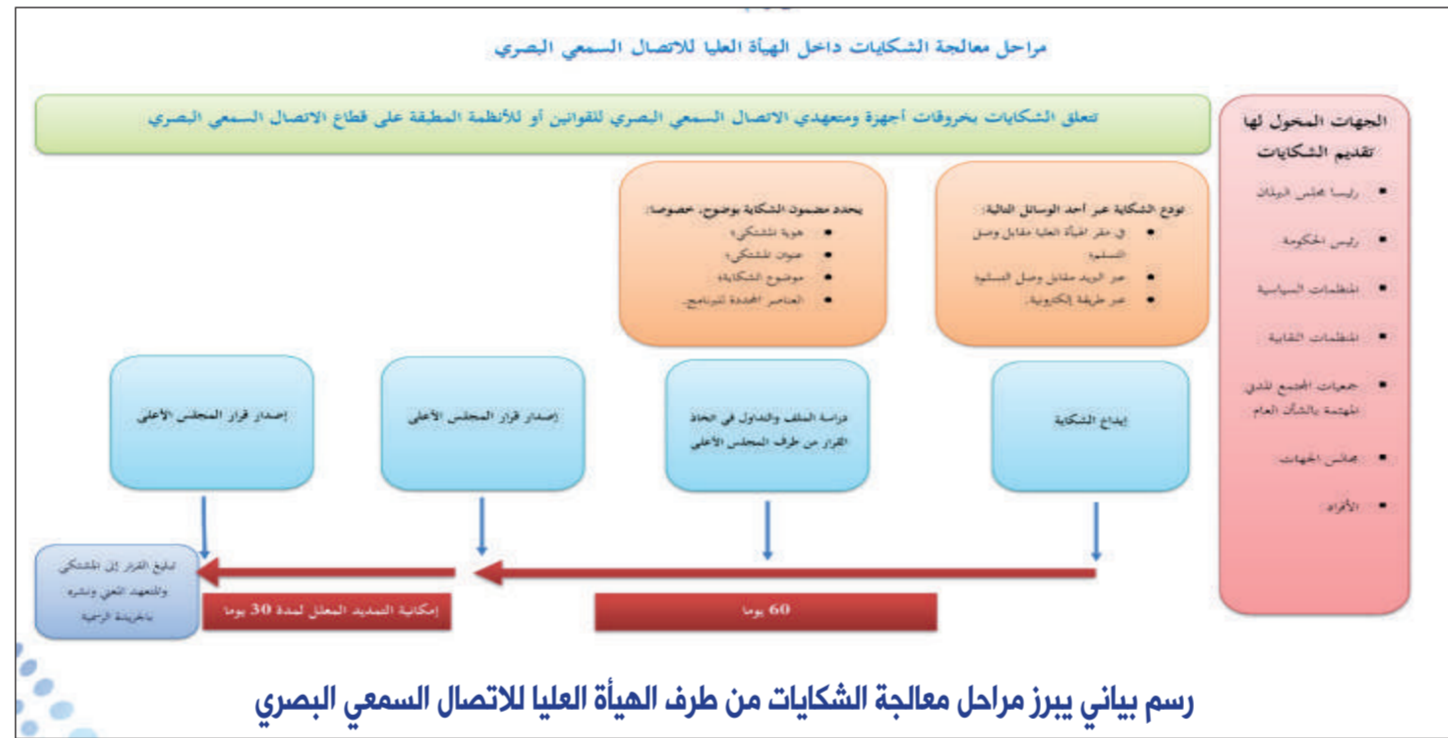 مراحل معالجة الشكايات داخل الهيأة العليا للاتصال السمعي البصري
الجهات المخول لها
تقديم الشكايات
رئيسا مجلس البرلمان
رئيس الحكومة
المنظمات السياسية
المنظمات النقابية
جمعيات المجتمع المدني
المهتمة بالشأن العام
مجالس الجهات
الأفراد
تتعلق الشكايات بخروقات أجهزة ومتعهدي الاتصال السمعي البصري للقوانين أو للأنظمة المطبقة على قطاع الاتصال السمعي البصري
تودع الشكاية عبر أحد الوسائل التالية:
في مقر الهيأة العليا مقابل وصل
التسلم؛
عبر البريد مقابل وصل التسلم؛
عبر طريقة إلكترونية.
يحدد مضمون الشكاية بوضوح، خصوصا:
هوية المشتكي؛
عنوان المشتكي؛
موضوع الشكاية؛
العناصر المحددة للبرنامج.
إيداع الشكاية
دراسة الملف والتداول في اتخاذ
القرار من طرف المجلس الأعلى
إصدار قرار المجلس الأعلى
إصدار قرار المجلس الأعلى
60 يوما
إمكانية التمديد المعلل لمدة 30 يوما
تبليغ القرار إلى المشتكي
والمتعهد المعني ونشره
بالجريدة الرسمية
رسم بياني يبرز مراحل معالجة الشكايات من طرف الهيأة العليا للاتصال السمعي البصري